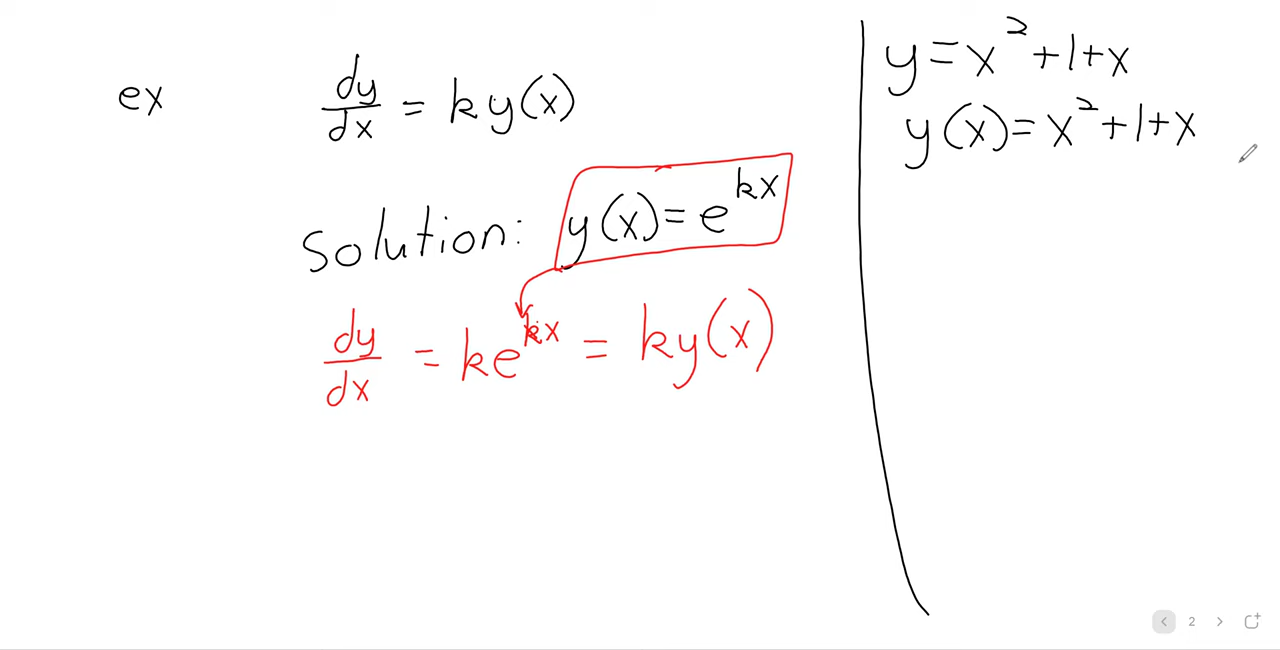 ex dy/dx = ky(x)
Solution: y(x) = e^kx
dy/dx = ke^kx = ky(x)
y = x^2 + 1 + x
y(x) = x^2 + 1 + x
2